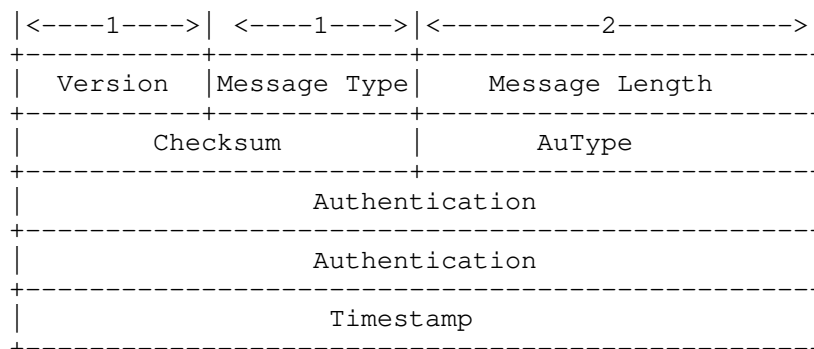 |<----1---->| <----1---->|<----------2----------->
+-----------+------------+------------------------
| Version |Message Type| Message Length
+-----------+------------+------------------------
| Checksum | AuType
+------------------------+------------------------
| Authentication
+-------------------------------------------------
| Authentication
+-------------------------------------------------
| Timestamp
+-------------------------------------------------